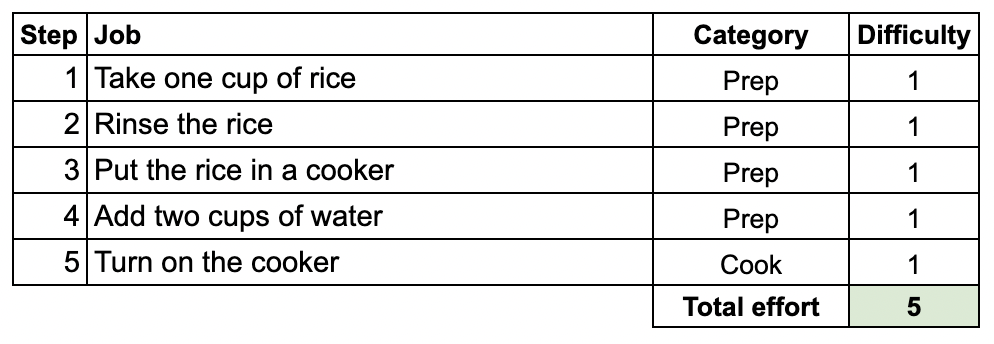 Step Job Category Difficulty
1 Take one cup of rice Prep 1
2 Rinse the rice Prep 1
3 Put the rice in a cooker Prep 1
4 Add two cups of water Prep 1
5 Turn on the cooker Cook 1
Total effort 5